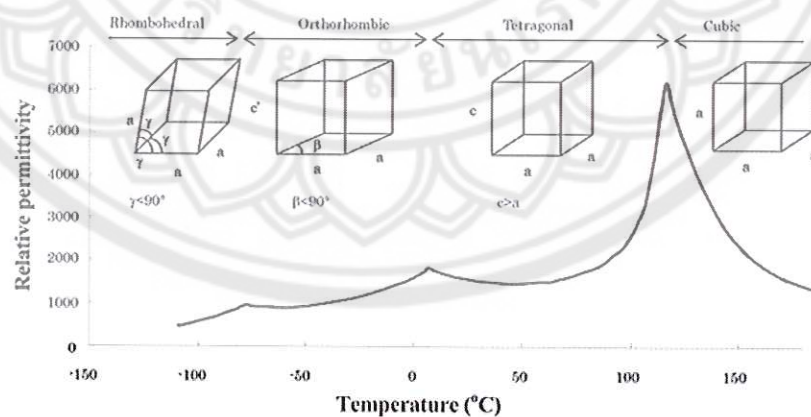 Rhombohedral Orthorhombic Tetragonal Cubic
7000
6000
5000
4000
3000
2000
1000
0
Relative permittivity
a γ γ γ a a
γ<90°
c' β a a
β<90°
c a a
c>a
a a
-150 -100 -50 0 50 100 150
Temperature (°C)